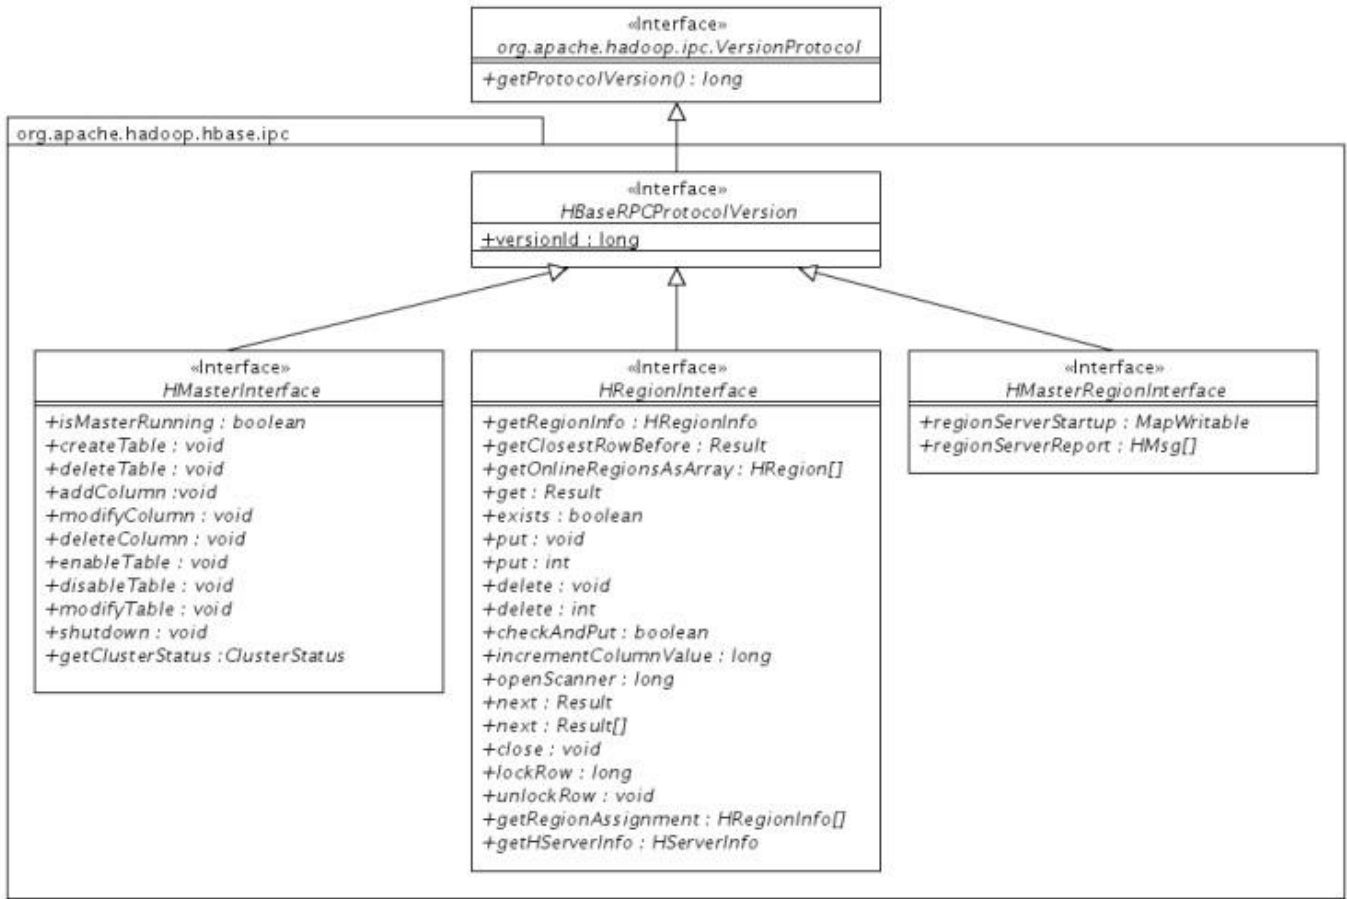 «Interface»
org.apache.hadoop.ipc.VersionProtocol
+getProtocolVersion() : long
org.apache.hadoop.hbase.ipc
«Interface»
HBaseRPCProtocolVersion
+versionId : long
«Interface»
HMasterInterface
+isMasterRunning : boolean
+createTable : void
+deleteTable : void
+addColumn :void
+modifyColumn : void
+deleteColumn : void
+enableTable : void
+disableTable : void
+modifyTable : void
+shutdown : void
+getClusterStatus :ClusterStatus
«Interface»
HRegionInterface
+getRegionInfo : HRegionInfo
+getClosestRowBefore : Result
+getOnlineRegionsAsArray : HRegion[]
+get : Result
+exists : boolean
+put : void
+put : int
+delete : void
+delete : int
+checkAndPut : boolean
+incrementColumnValue : long
+openScanner : long
+next : Result
+next : Result[]
+close : void
+lockRow : long
+unlockRow : void
+getRegionAssignment : HRegionInfo[]
+getHServerInfo : HServerInfo
«Interface»
HMasterRegionInterface
+regionServerStartup : MapWritable
+regionServerReport : HMsg[]